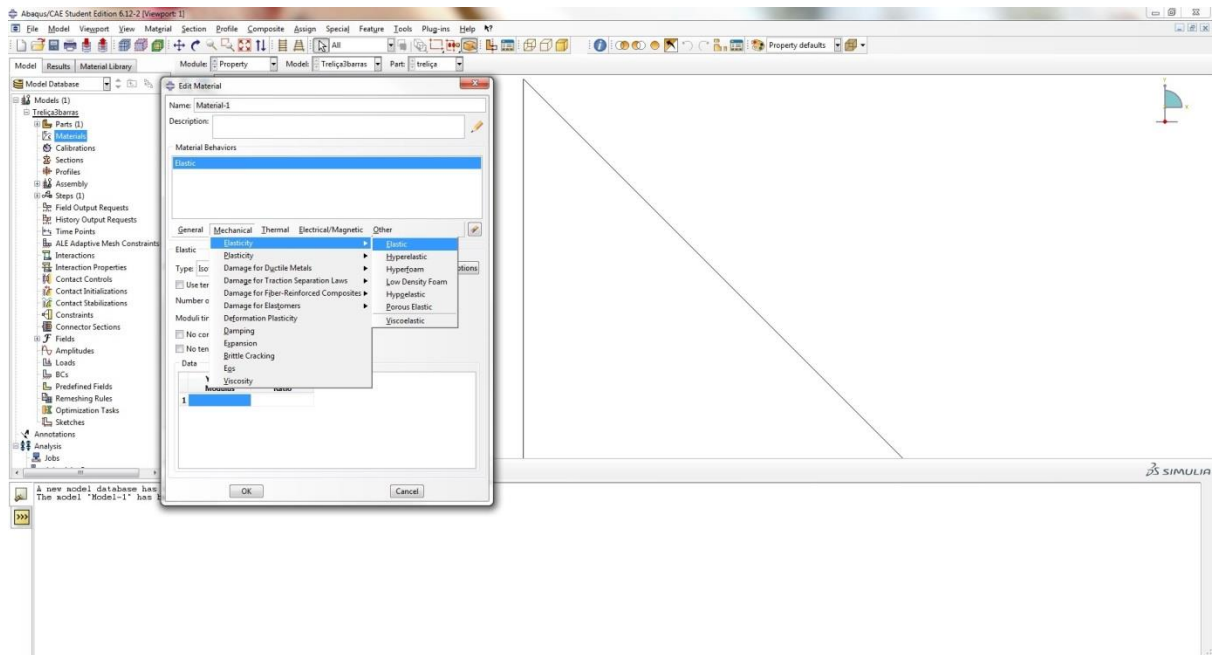 Abaqus/CAE Student Edition 6.12-2 [Viewport: 1]
File Model Viewport View Material Section Profile Composite Assign Special Feature Tools Plug-ins Help
All Property defaults
Model Results Material Library Module: Property Model: Treliça3barras Part: treliça
Model Database
Models (1)
Treliça3barras
Parts (1)
Materials
Calibrations
Sections
Profiles
Assembly
Steps (1)
Field Output Requests
History Output Requests
Time Points
ALE Adaptive Mesh Constraints
Interactions
Interaction Properties
Contact Controls
Contact Initializations
Contact Stabilizations
Constraints
Connector Sections
Fields
Amplitudes
Loads
BCs
Predefined Fields
Remeshing Rules
Optimization Tasks
Sketches
Annotations
Analysis
Jobs
Edit Material
Name: Material-1
Description:
Material Behaviors
Elastic
General Mechanical Thermal Electrical/Magnetic Other
Elastic
Type: Iso
Use ten
Number o
Moduli tir
No cor
No ten
Data
Modulus Ratio
1
OK Cancel
Elasticity
Plasticity
Damage for Ductile Metals
Damage for Traction Separation Laws
Damage for Fiber-Reinforced Composites
Damage for Elastomers
Deformation Plasticity
Damping
Expansion
Brittle Cracking
Eos
Viscosity
Elastic
Hyperelastic
Hyperfoam
Low Density Foam
Hypoelastic
Porous Elastic
Viscoelastic
SIMULIA
A new model database has
The model "Model-1" has b
>>>